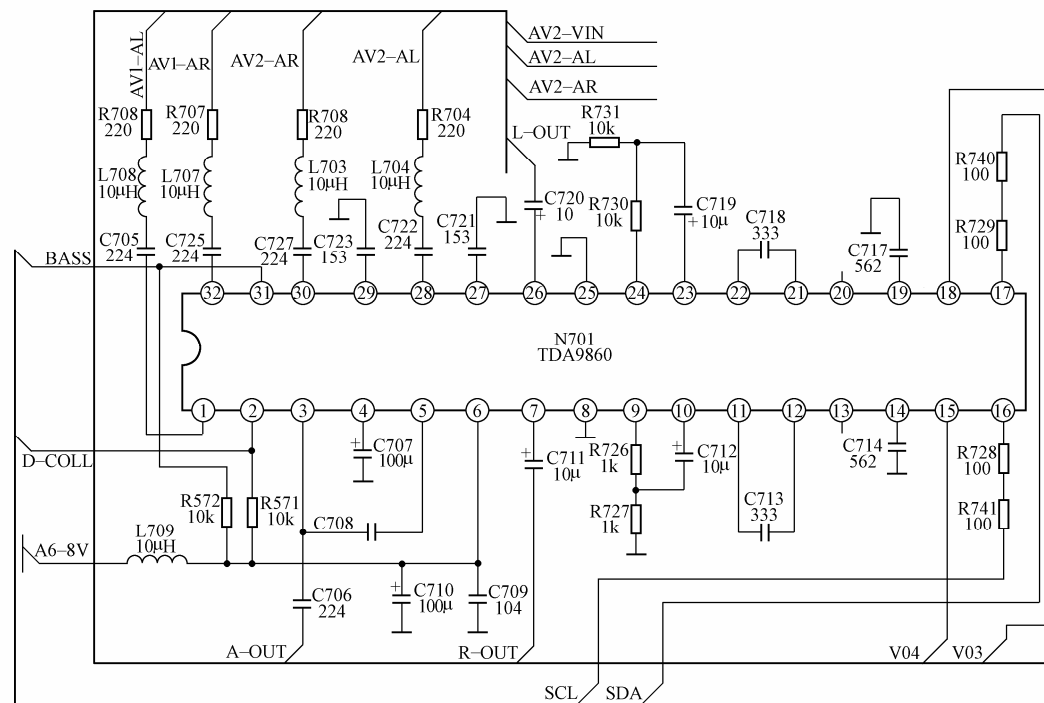 AV1–AL
AV1–AR
AV2–AR
AV2–AL
AV2–VIN
AV2–AL
AV2–AR
R708
220
R707
220
R708
220
R704
220
L–OUT
R731
10k
L708
10μH
L707
10μH
L703
10μH
L704
10μH
C720
10
+
R730
10k
C719
+10μ
R740
100
R729
100
C705
224
C725
224
C727
224
C723
153
C722
224
C721
153
C718
333
C717
562
BASS
32
31
30
29
28
27
26
25
24
23
22
21
20
19
18
17
N701
TDA9860
1
2
3
4
5
6
7
8
9
10
11
12
13
14
15
16
D–COLL
+
C707
100μ
+
C711
10μ
R726
1k
+
C712
10μ
C714
562
R728
100
R572
10k
R571
10k
C708
R727
1k
C713
333
R741
100
A6–8V
L709
10μH
C706
224
+
C710
100μ
C709
104
A–OUT
R–OUT
V04
V03
SCL
SDA